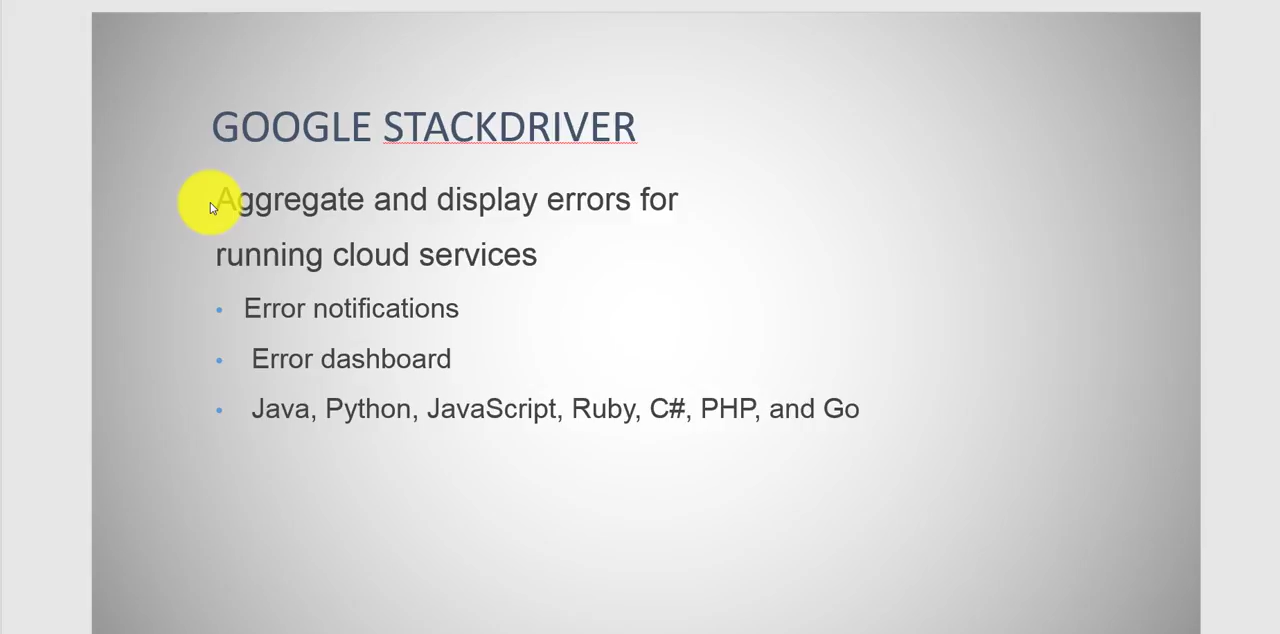 GOOGLE STACKDRIVER
Aggregate and display errors for
running cloud services
• Error notifications
• Error dashboard
• Java, Python, JavaScript, Ruby, C#, PHP, and Go